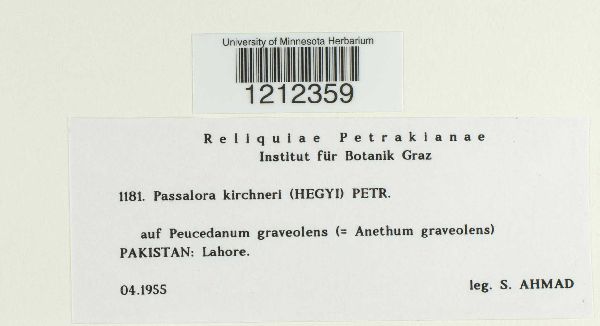 University of Minnesota Herbarium
1212359
Reliquiae Petrakianae
Institut für Botanik Graz
1181. Passalora kirchneri (HEGYI) PETR.
auf Peucedanum graveolens (= Anethum graveolens)
PAKISTAN: Lahore.
04.1955 leg. S. AHMAD